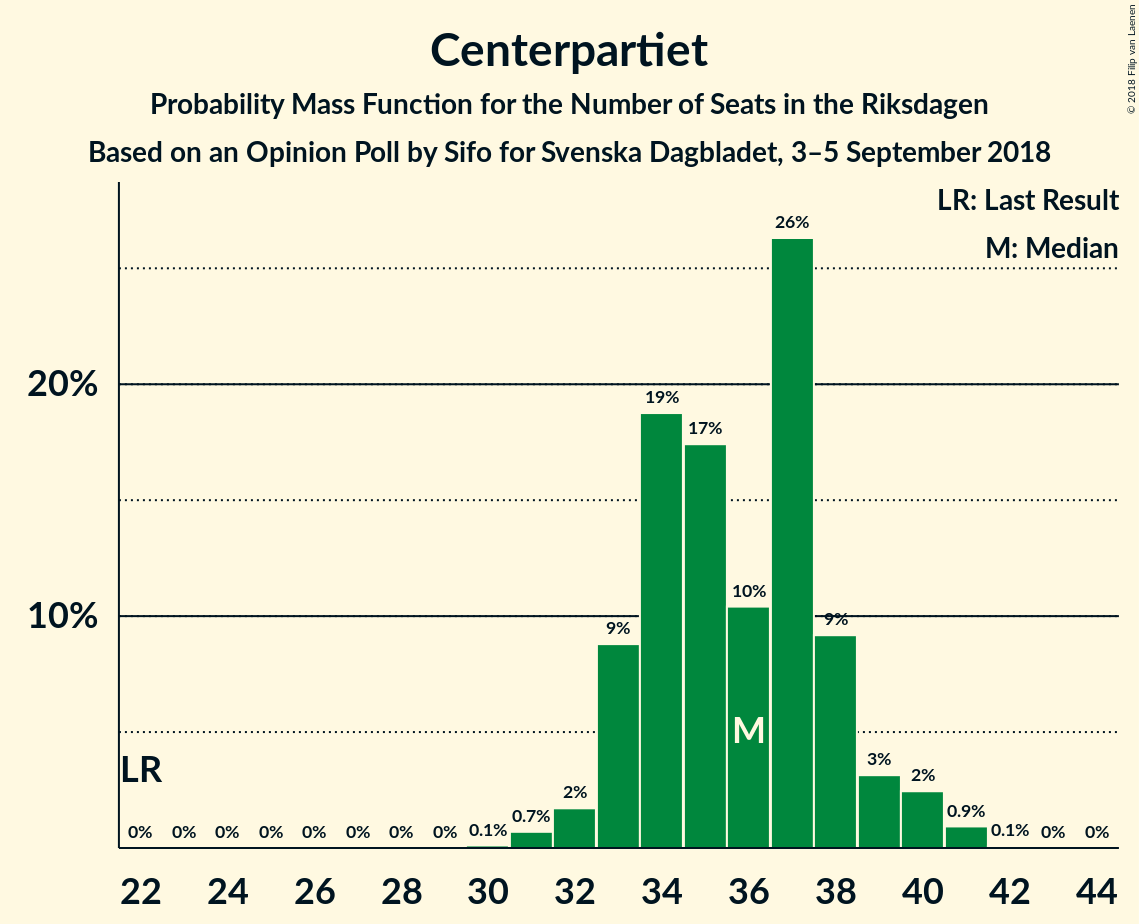 Centerpartiet
Probability Mass Function for the Number of Seats in the Riksdagen
Based on an Opinion Poll by Sifo for Svenska Dagbladet, 3–5 September 2018
© 2018 Filip van Laenen
LR: Last Result
M: Median
26%
20%
19%
17%
10%
10%
9%
9%
M
LR
3%
2%
2%
0.9%
0.7%
0% 0% 0% 0% 0% 0% 0% 0% 0.1% 0.1% 0% 0%
22 24 26 28 30 32 34 36 38 40 42 44